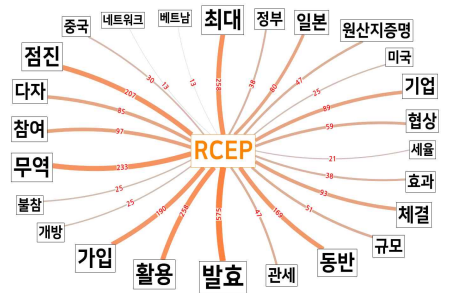 중국
네트워크
베트남
최대
정부
일본
원산지증명
미국
기업
협상
세율
효과
체결
규모
동반
관세
발효
활용
가입
개방
불참
무역
참여
다자
점진
RCEP
30
13
13
258
38
80
47
25
89
59
21
38
93
51
169
47
575
258
190
25
25
233
97
85
207